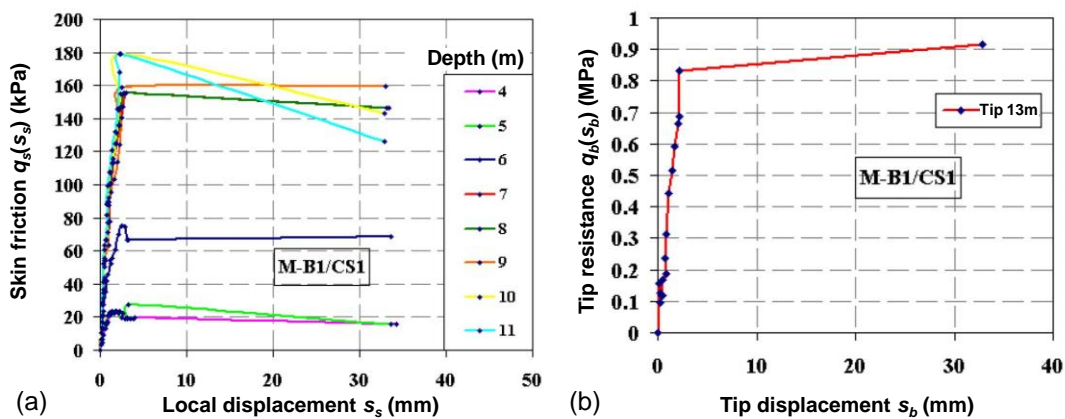 200
180
160
140
120
100
80
60
40
20
0
Skin friction qs(ss) (kPa)
Depth (m)
4
5
6
7
8
9
10
11
M-B1/CS1
0 10 20 30 40 50
Local displacement ss (mm)
(a)
1
0.9
0.8
0.7
0.6
0.5
0.4
0.3
0.2
0.1
0
Tip resistance qb(sb) (MPa)
Tip 13m
M-B1/CS1
0 10 20 30 40
Tip displacement sb (mm)
(b)